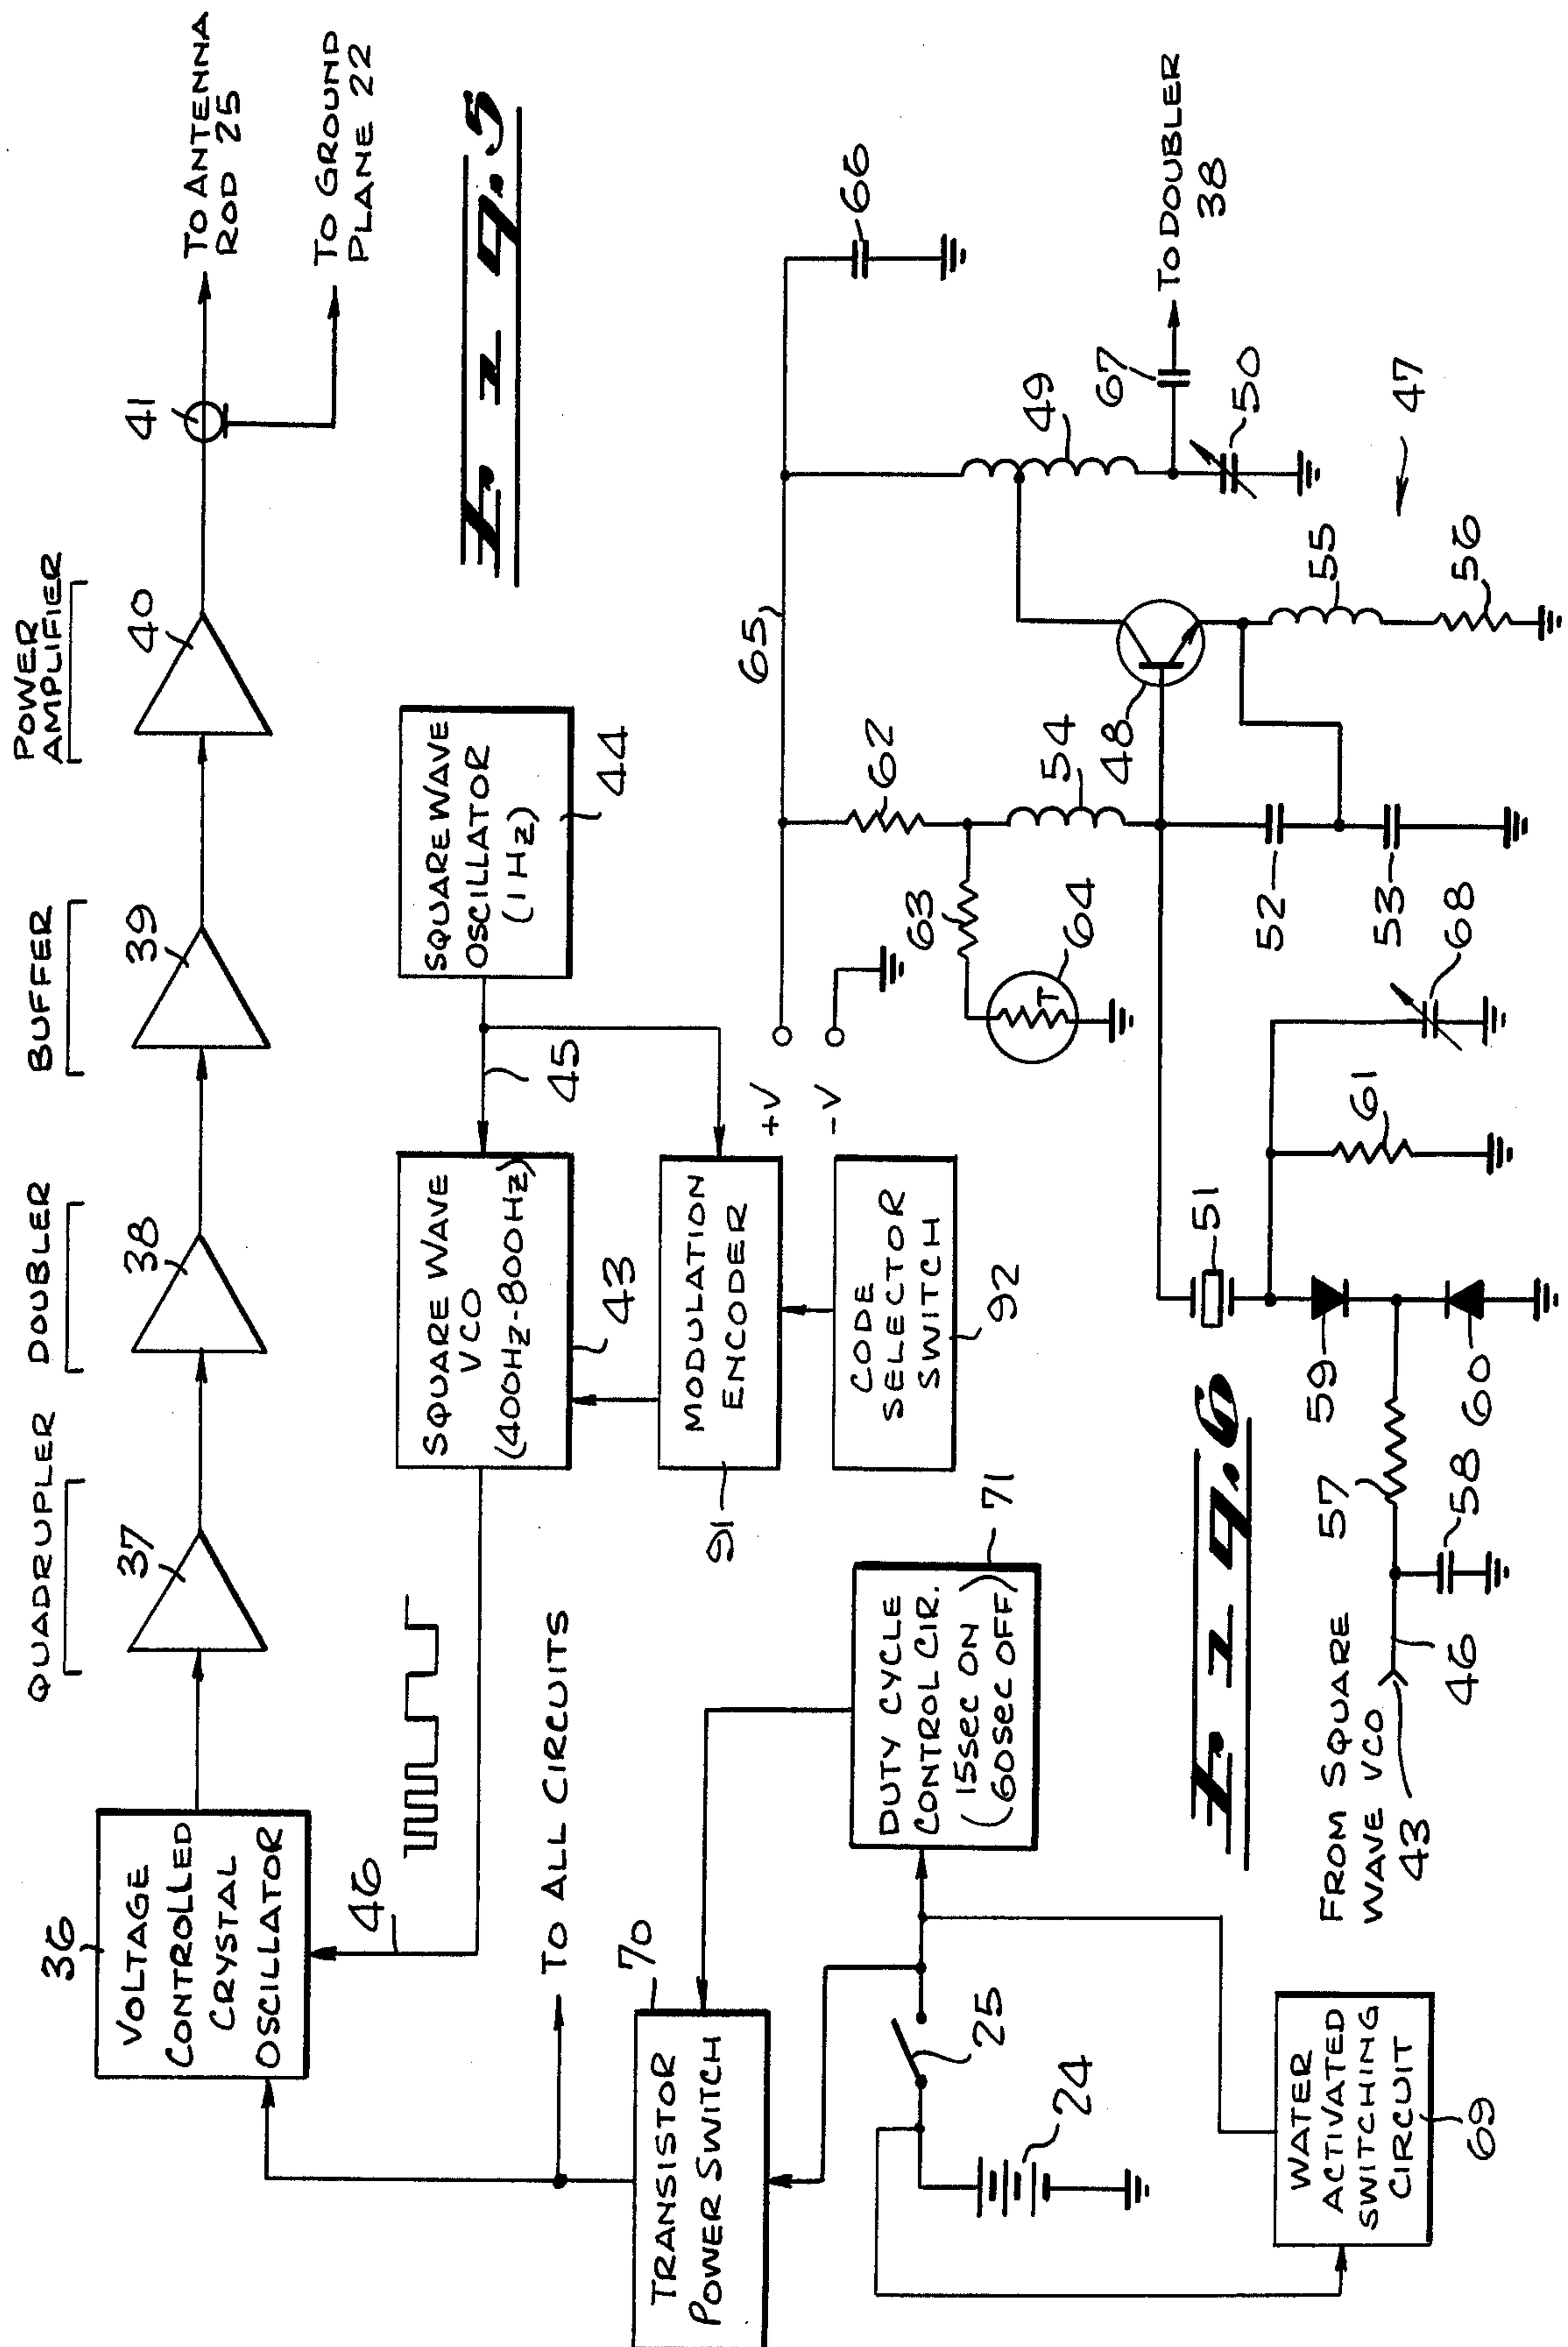 POWER
AMPLIFIER
BUFFER
DOUBLER
QUADRUPLER
36
VOLTAGE
CONTROLLED
CRYSTAL
OSCILLATOR
37
38
39
40
41
TO ANTENNA
ROD 25
TO GROUND
PLANE 22
46
SQUARE WAVE
VCO
(400HZ-800HZ)
43
45
SQUARE WAVE
OSCILLATOR
(1 HZ)
44
Fig. 5
TO ALL CIRCUITS
91
MODULATION
ENCODER
CODE
SELECTOR
SWITCH
92
70
TRANSISTOR
POWER SWITCH
DUTY CYCLE
CONTROL CIR.
(15SEC ON)
(60SEC OFF)
71
25
24
WATER
ACTIVATED
SWITCHING
CIRCUIT
69
Fig. 6
+V
-V
65
66
62
63
64
T
54
48
49
67
TO DOUBLER
38
50
47
52
53
55
56
51
61
68
59
60
57
58
FROM SQUARE
WAVE VCO
43
46